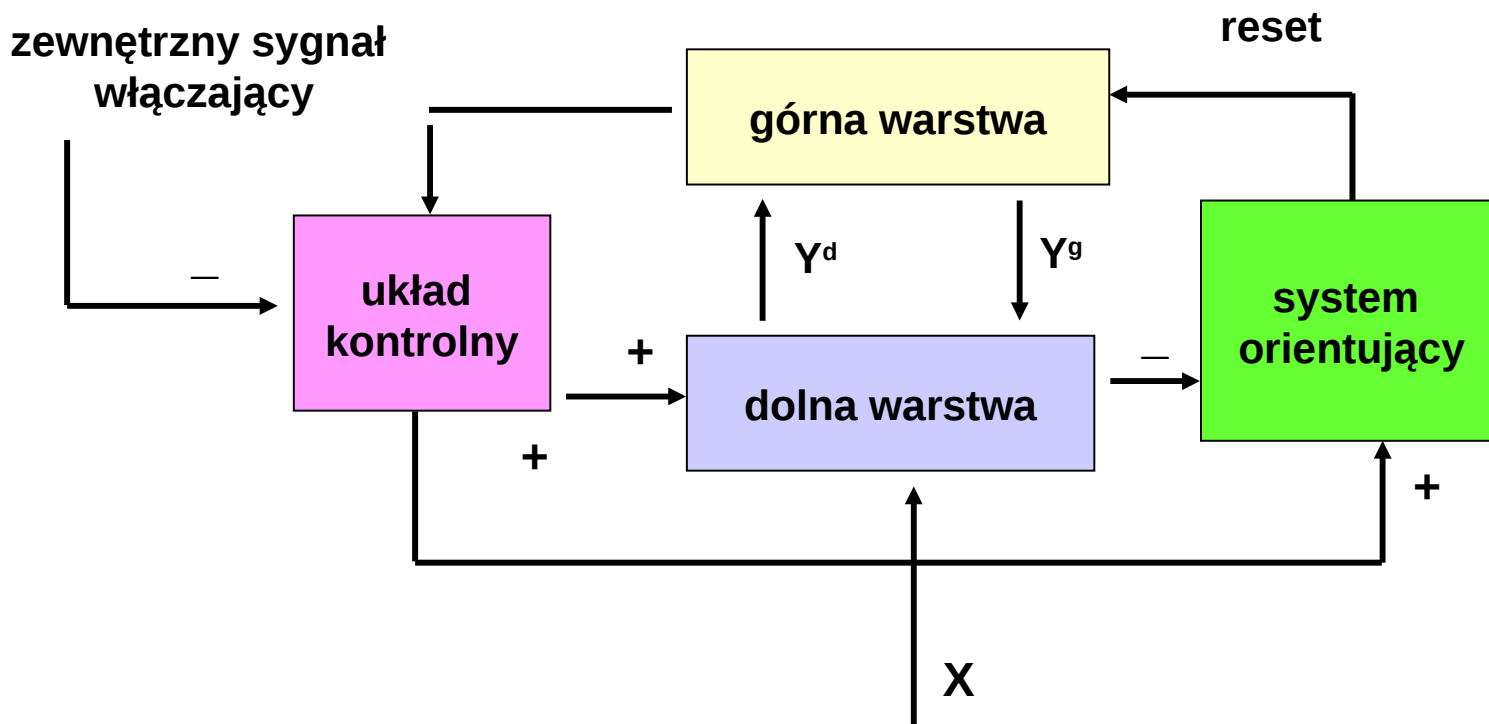 zewnętrzny sygnał
włączający
reset
górna warstwa
_
Yᵈ
Yᵍ
układ
kontrolny
system
orientujący
+
_
dolna warstwa
+
+
X